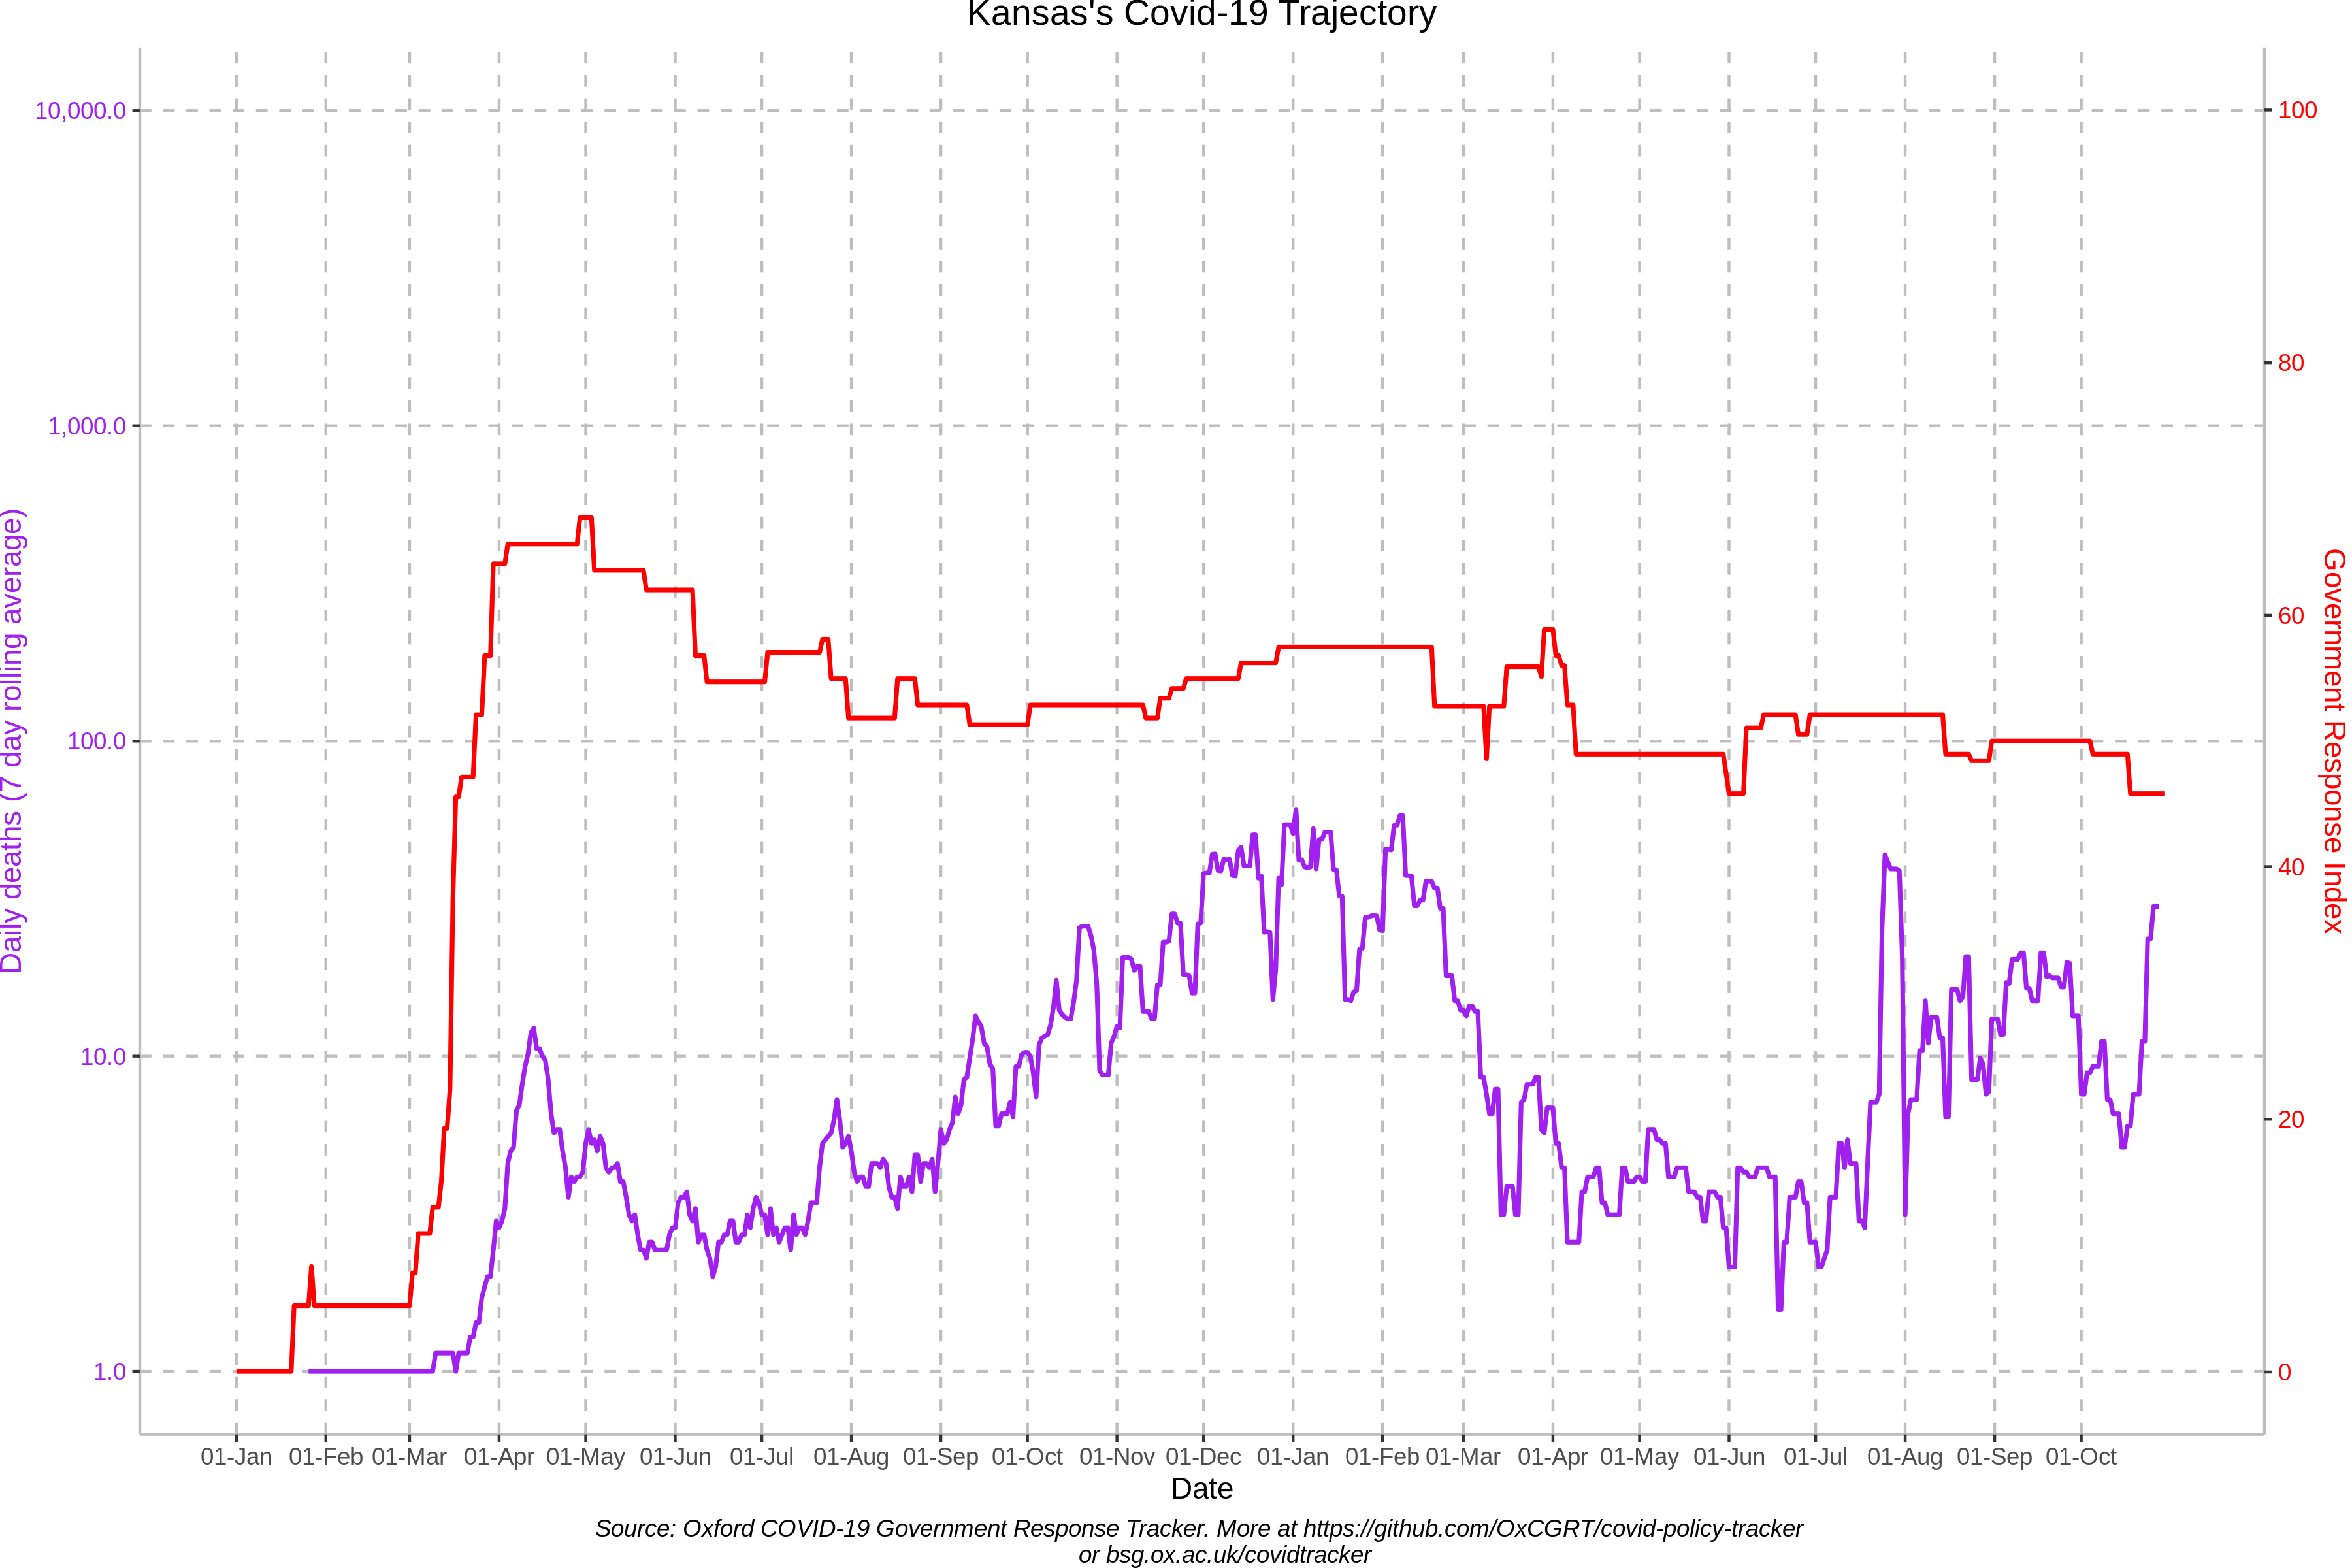 Kansas's Covid-19 Trajectory
10,000.0
1,000.0
100.0
10.0
1.0
Daily deaths (7 day rolling average)
100
80
60
40
20
0
Government Response Index
01-Jan 01-Feb 01-Mar 01-Apr 01-May 01-Jun 01-Jul 01-Aug 01-Sep 01-Oct 01-Nov 01-Dec 01-Jan 01-Feb 01-Mar 01-Apr 01-May 01-Jun 01-Jul 01-Aug 01-Sep 01-Oct
Date
Source: Oxford COVID-19 Government Response Tracker. More at https://github.com/OxCGRT/covid-policy-tracker
or bsg.ox.ac.uk/covidtracker